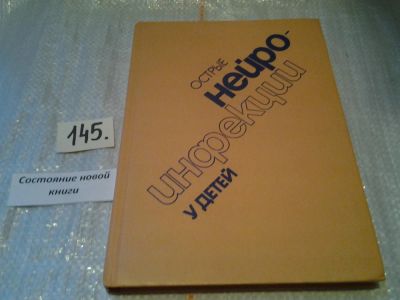 ОСТРЫЕ
НЕЙРО-
ИНФЕКЦИИ
У ДЕТЕЙ
145.
Состояние новой
книги